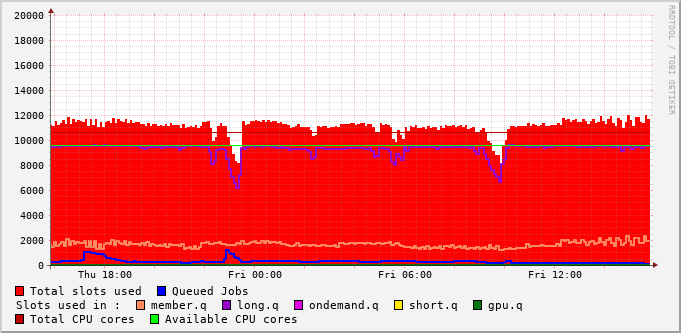 20000
18000
16000
14000
12000
10000
8000
6000
4000
2000
0
Thu 18:00 Fri 00:00 Fri 06:00 Fri 12:00
RRDTOOL / TOBI OETIKER
Total slots used Queued Jobs
Slots used in : member.q long.q ondemand.q short.q gpu.q
Total CPU cores Available CPU cores